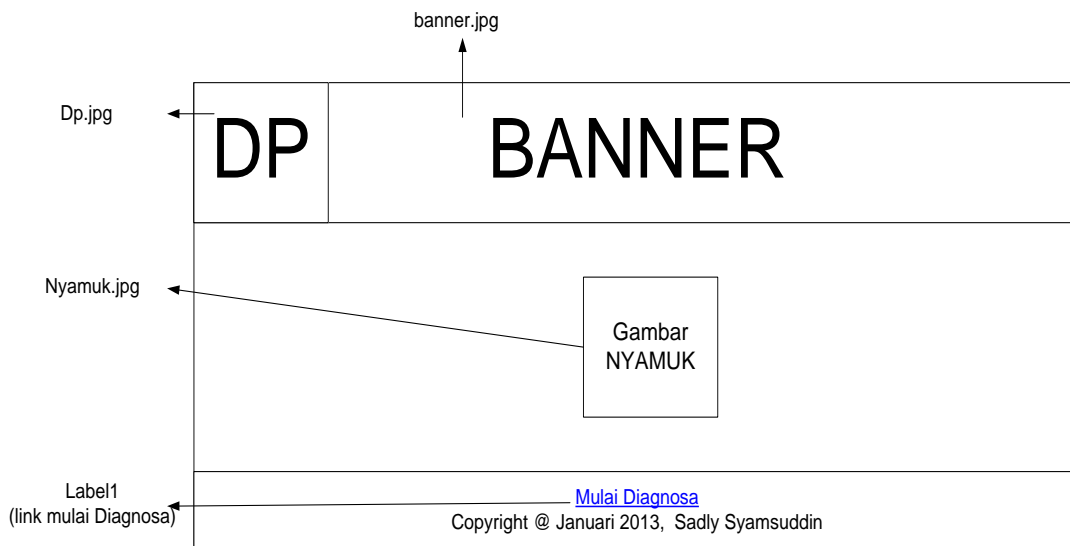 banner.jpg
Dp.jpg
DP
BANNER
Nyamuk.jpg
Gambar
NYAMUK
Label1
(link mulai Diagnosa)
Mulai Diagnosa
Copyright @ Januari 2013, Sadly Syamsuddin